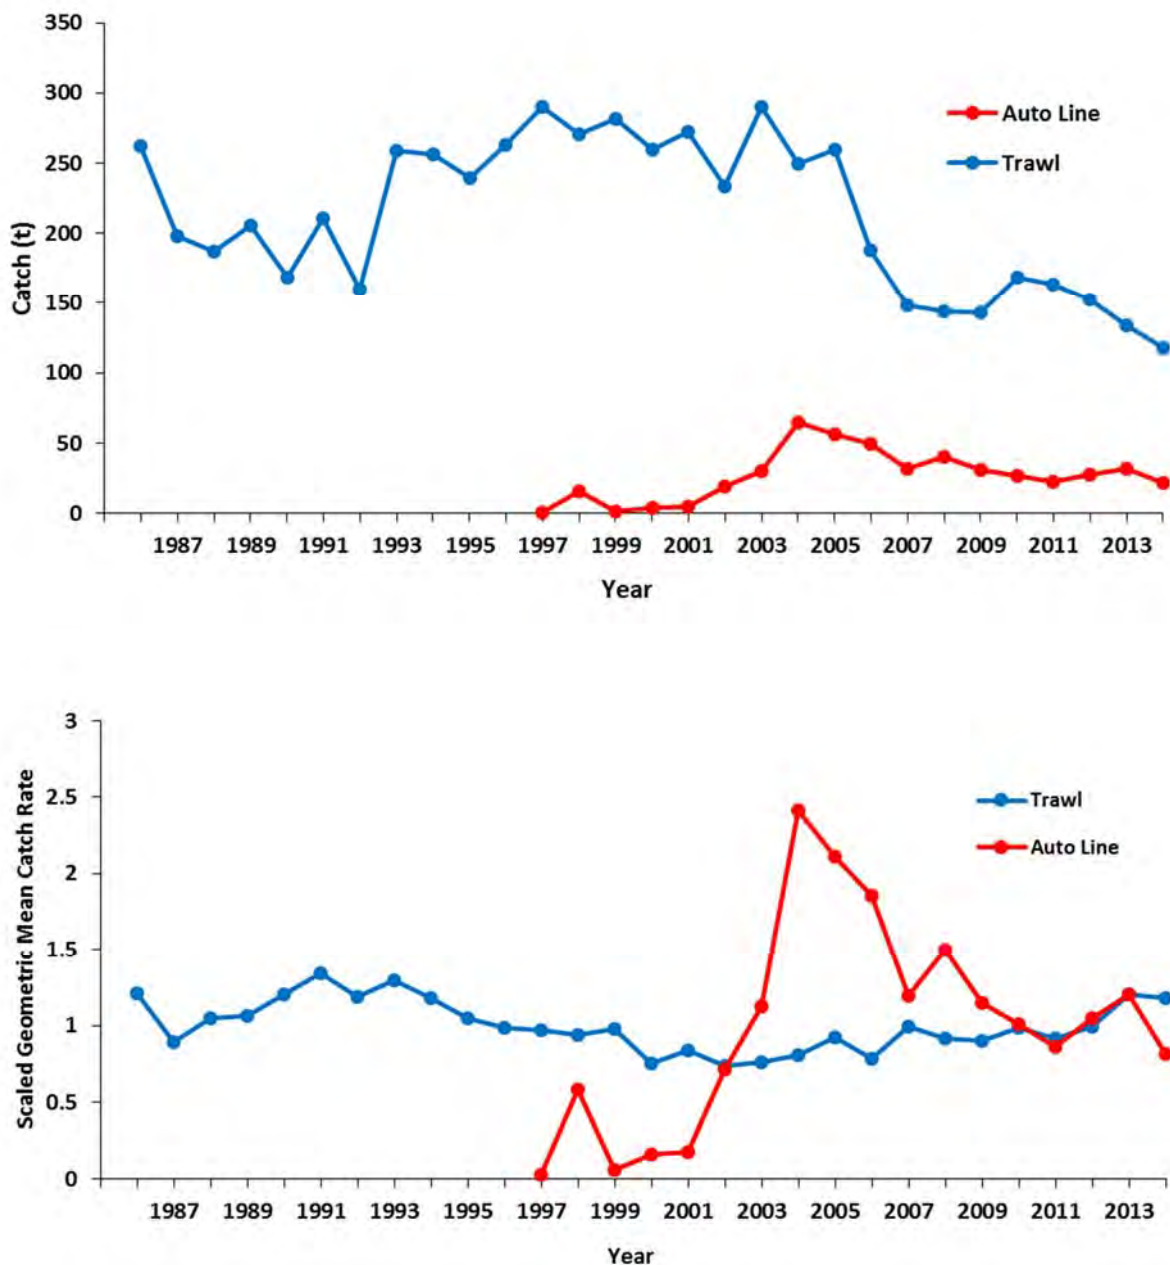 350
300
250
200
150
100
50
0
Catch (t)
Auto Line
Trawl
1987 1989 1991 1993 1995 1997 1999 2001 2003 2005 2007 2009 2011 2013
Year
3
2.5
2
1.5
1
0.5
0
Scaled Geometric Mean Catch Rate
Trawl
Auto Line
1987 1989 1991 1993 1995 1997 1999 2001 2003 2005 2007 2009 2011 2013
Year